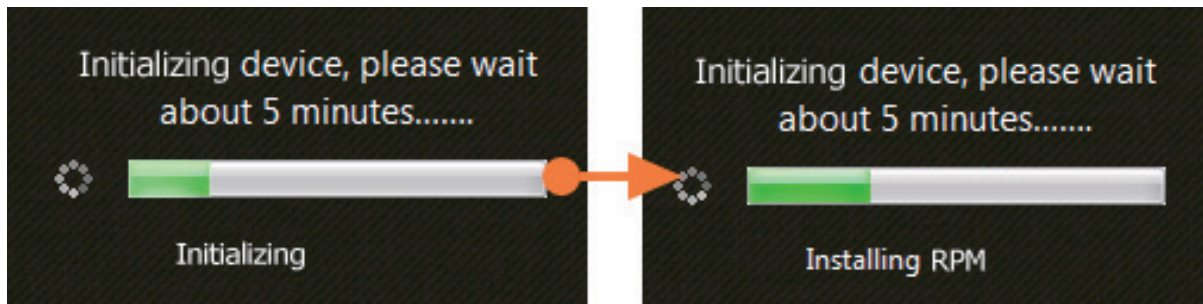 Initializing device, please wait
about 5 minutes.......
Initializing
Initializing device, please wait
about 5 minutes.......
Installing RPM